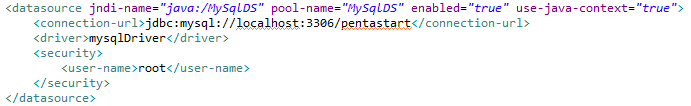 <datasource jndi-name="java:/MySqlDS" pool-name="MySqlDS" enabled="true" use-java-context="true">
<connection-url>jdbc:mysql://localhost:3306/pentastart</connection-url>
<driver>mysqlDriver</driver>
<security>
<user-name>root</user-name>
</security>
</datasource>